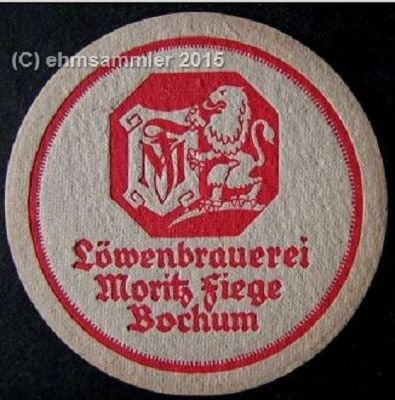 (C) ehmsammler 2015
Löwenbrauerei
Moritz Fiege
Bochum